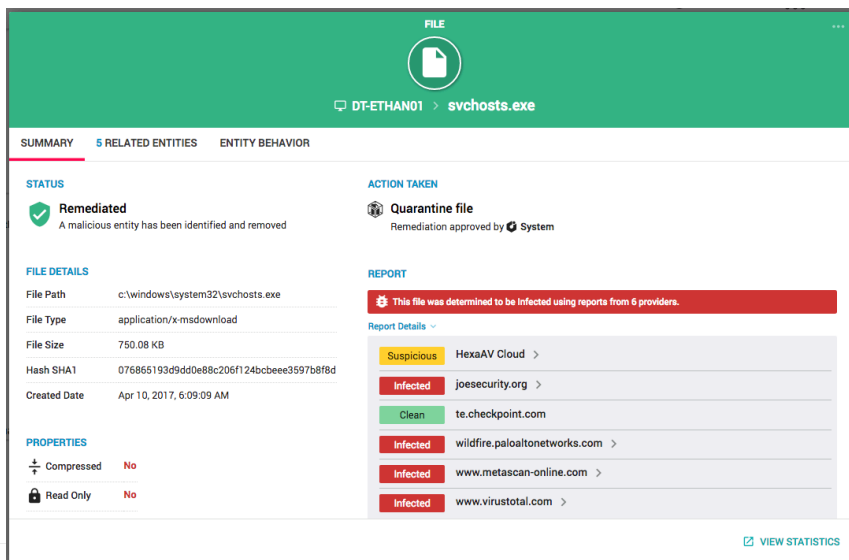 FILE
DT-ETHAN01 > svchosts.exe
SUMMARY
5 RELATED ENTITIES
ENTITY BEHAVIOR
STATUS
Remediated
A malicious entity has been identified and removed
ACTION TAKEN
Quarantine file
Remediation approved by System
FILE DETAILS
File Path c:\windows\system32\svchosts.exe
File Type application/x-msdownload
File Size 750.08 KB
Hash SHA1 076865193d9dd0e88c206f124bcbeee3597b8f8d
Created Date Apr 10, 2017, 6:09:09 AM
PROPERTIES
Compressed No
Read Only No
REPORT
This file was determined to be Infected using reports from 6 providers.
Report Details
Suspicious HexaAV Cloud >
Infected joesecurity.org >
Clean te.checkpoint.com
Infected wildfire.paloaltonetworks.com >
Infected www.metascan-online.com >
Infected www.virustotal.com >
VIEW STATISTICS